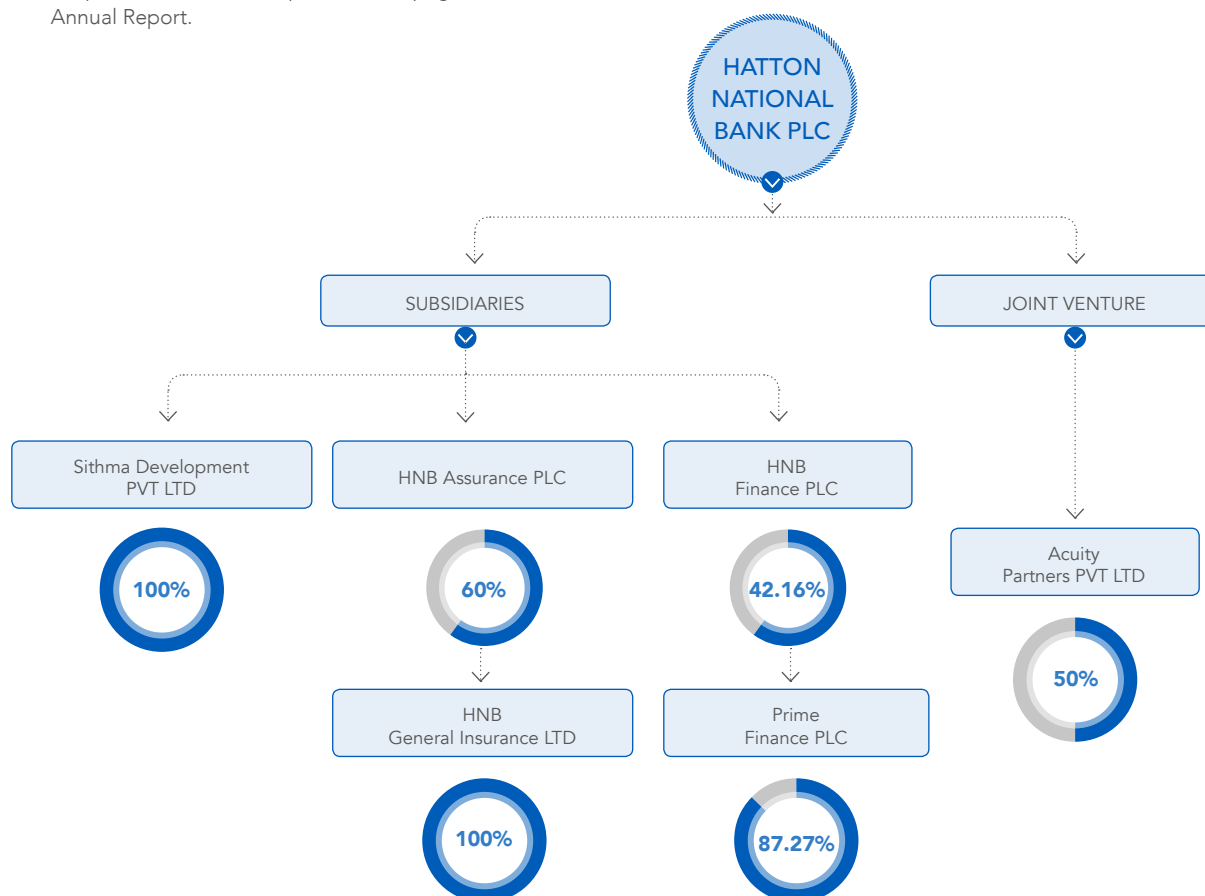 Annual Report.
HATTON
NATIONAL
BANK PLC
SUBSIDIARIES
JOINT VENTURE
Sithma Development
PVT LTD
100%
HNB Assurance PLC
60%
HNB
Finance PLC
42.16%
Acuity
Partners PVT LTD
50%
HNB
General Insurance LTD
100%
Prime
Finance PLC
87.27%